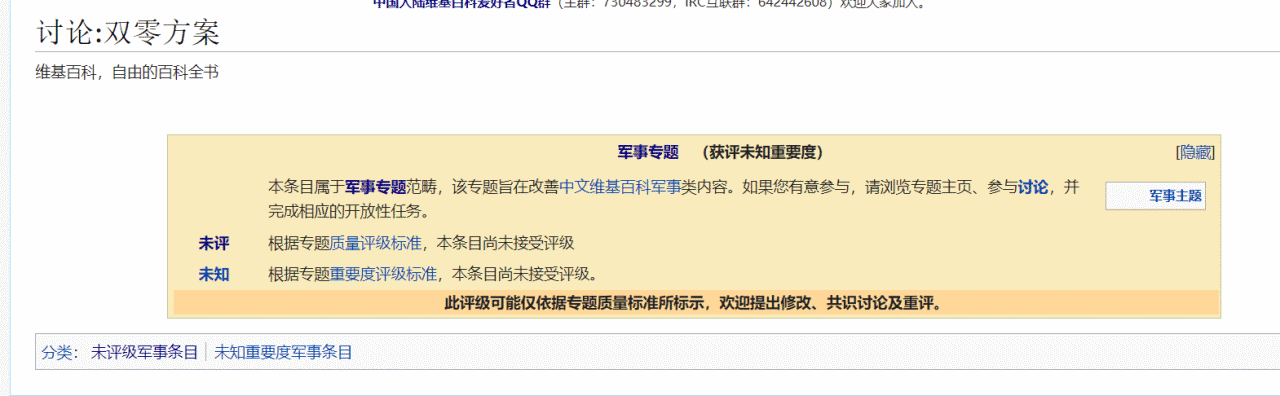 中国大陆维基百科爱好者QQ群（主群：730483299，IRC互联群：642442608）欢迎大家加入。
讨论:双零方案
维基百科，自由的百科全书
军事专题 （获评未知重要度） [隐藏]
本条目属于军事专题范畴，该专题旨在改善中文维基百科军事类内容。如果您有意参与，请浏览专题主页、参与讨论，并
完成相应的开放性任务。
军事主题
未评 根据专题质量评级标准，本条目尚未接受评级
未知 根据专题重要度评级标准，本条目尚未接受评级。
此评级可能仅依据专题质量标准所标示，欢迎提出修改、共识讨论及重评。
分类： 未评级军事条目 | 未知重要度军事条目